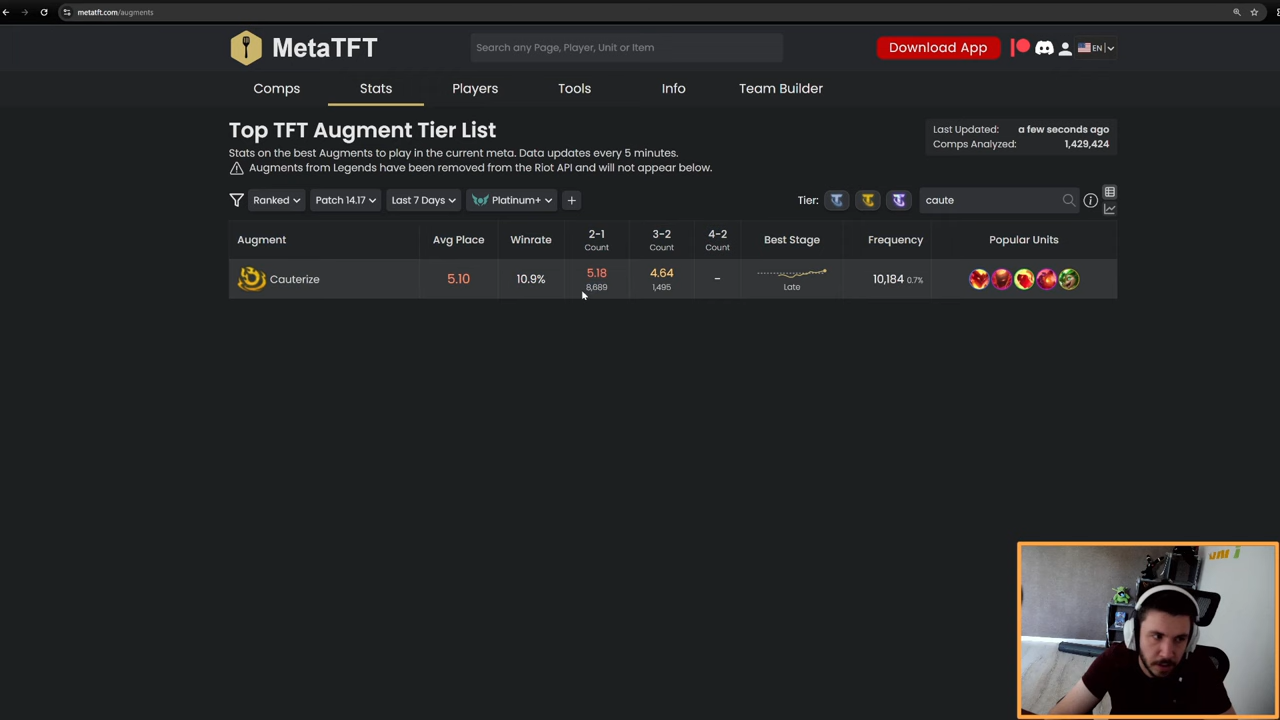 metatft.com/augments
MetaTFT
Search any Page, Player, Unit or Item
Download App
EN
Comps
Stats
Players
Tools
Info
Team Builder
Top TFT Augment Tier List
Stats on the best Augments to play in the current meta. Data updates every 5 minutes.
Augments from Legends have been removed from the Riot API and will not appear below.
Last Updated: a few seconds ago
Comps Analyzed: 1,429,424
Ranked
Patch 14.17
Last 7 Days
Platinum+
Tier:
caute
Augment
Avg Place
Winrate
2-1
Count
3-2
Count
4-2
Count
Best Stage
Frequency
Popular Units
Cauterize
5.10
10.9%
5.18
8,689
4.64
1,495
-
Late
10,184 0.7%